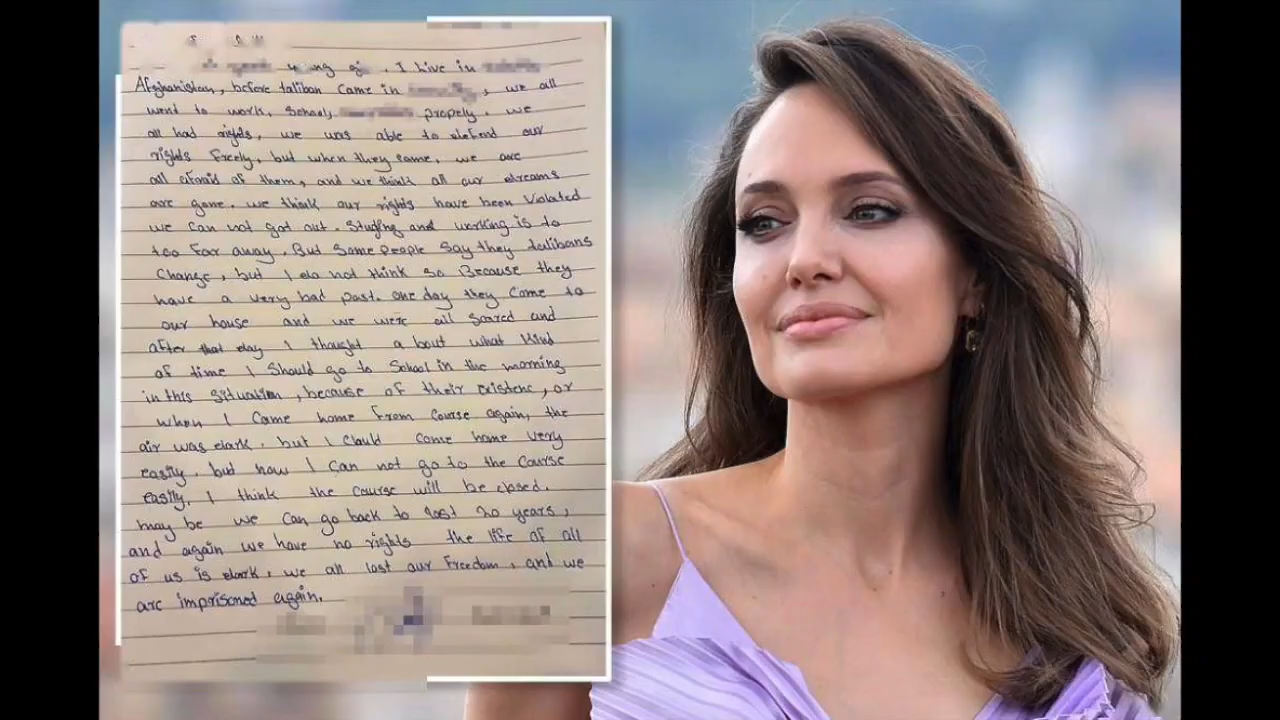 I live in
Afghanistan, before taliban came in , we all
went to work, school, propely. we
all had rights, we was able to defend our
rights freely, but when they came, we are
all afraid of them, and we think all our dreams
are gone. we think our rights have been violated
we can not got out. studing and working is to
too far away. But some people say they talibans
change, but I do not think so Because they
have a very bad past. one day they come to
our house and we were all scared and
after that day I thought a bout what kind
of time I should go to school in the morning
in this situation, because of their existenc, or
when I came home from course again, the
air was dark, but I could come home very
easily, but now I can not go to the course
easily, I think the course will be closed.
may be we can go back to last 20 years,
and again we have no rights the life of all
of us is dark, we all lost our freedom, and we
are imprisoned again.